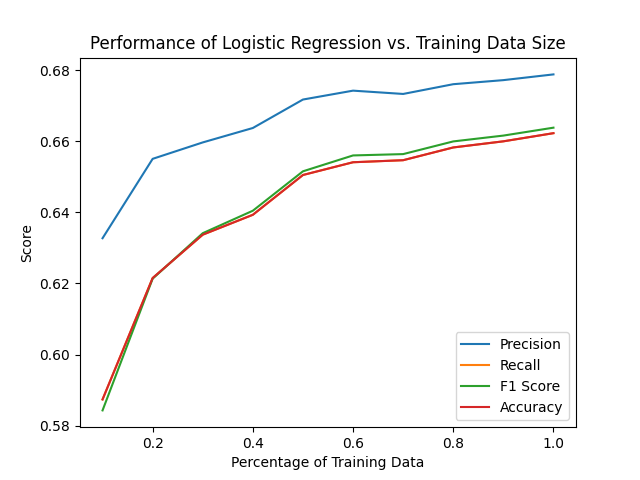 Performance of Logistic Regression vs. Training Data Size
0.68
0.66
0.64
0.62
0.60
0.58
Score
0.2
0.4
0.6
0.8
1.0
Percentage of Training Data
Precision
Recall
F1 Score
Accuracy